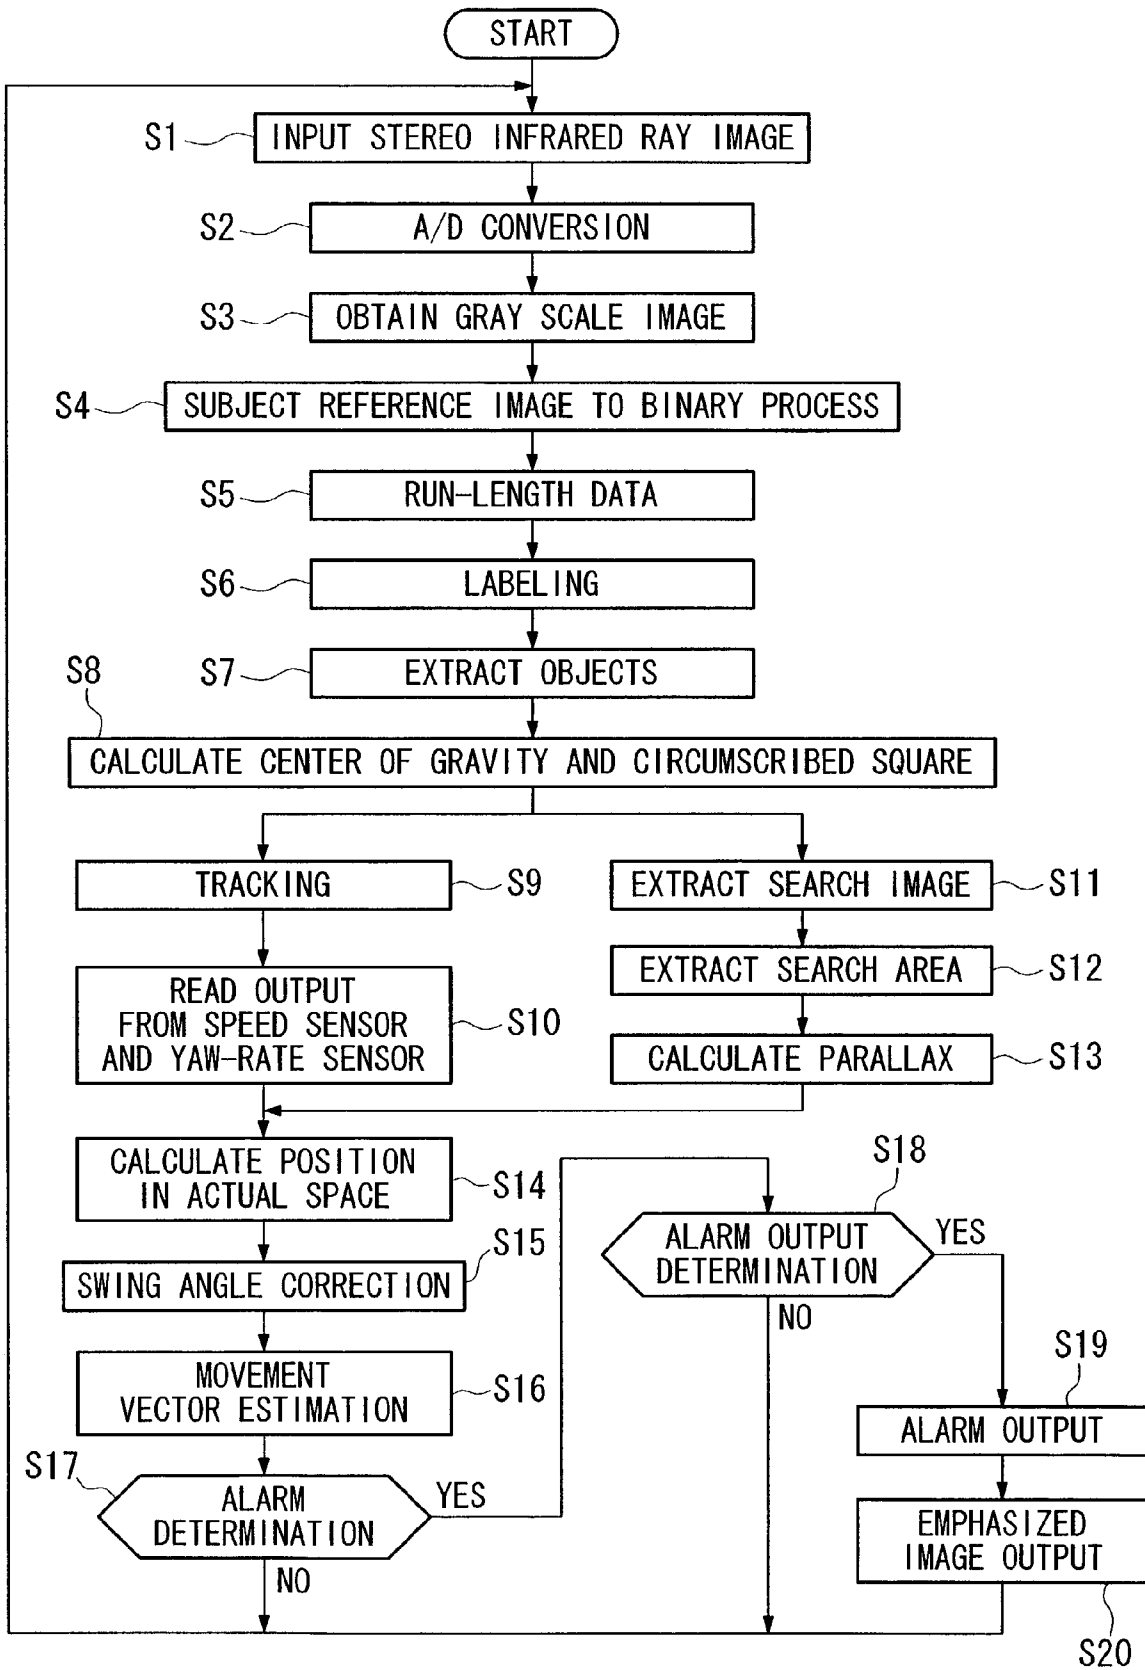 START
S1
INPUT STEREO INFRARED RAY IMAGE
S2
A/D CONVERSION
S3
OBTAIN GRAY SCALE IMAGE
S4
SUBJECT REFERENCE IMAGE TO BINARY PROCESS
S5
RUN-LENGTH DATA
S6
LABELING
S7
EXTRACT OBJECTS
S8
CALCULATE CENTER OF GRAVITY AND CIRCUMSCRIBED SQUARE
TRACKING
S9
READ OUTPUT
FROM SPEED SENSOR
AND YAW-RATE SENSOR
S10
EXTRACT SEARCH IMAGE
S11
EXTRACT SEARCH AREA
S12
CALCULATE PARALLAX
S13
CALCULATE POSITION
IN ACTUAL SPACE
S14
SWING ANGLE CORRECTION
S15
MOVEMENT
VECTOR ESTIMATION
S16
S17
ALARM
DETERMINATION
YES
NO
S18
ALARM OUTPUT
DETERMINATION
YES
NO
S19
ALARM OUTPUT
EMPHASIZED
IMAGE OUTPUT
S20